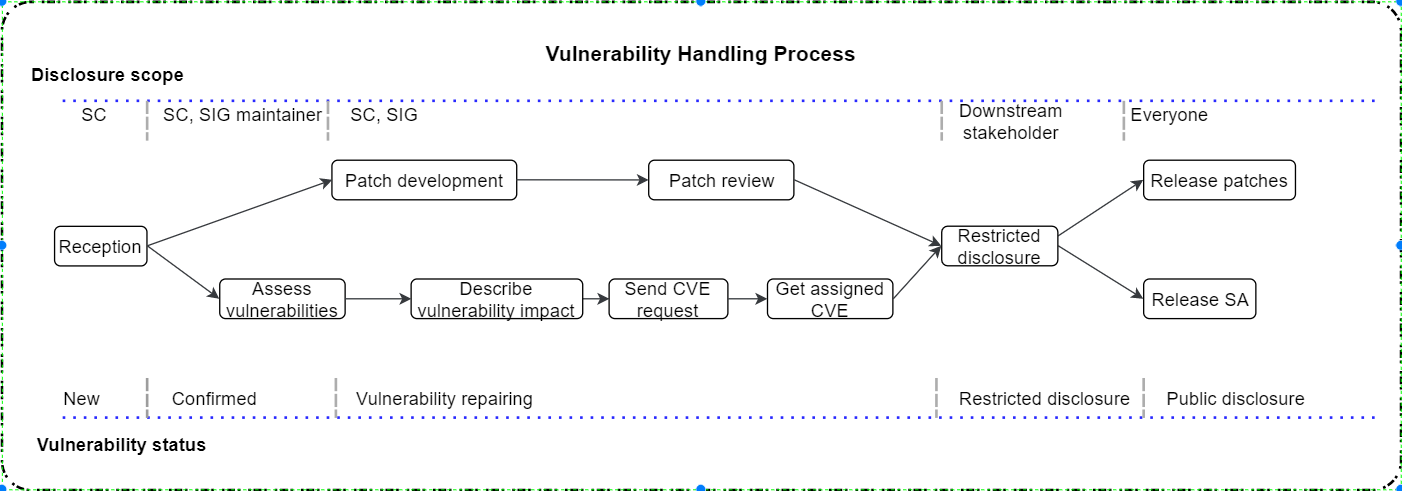 Vulnerability Handling Process
Disclosure scope
SC
SC, SIG maintainer
SC, SIG
Downstream
stakeholder
Everyone
Patch development
Patch review
Release patches
Reception
Restricted
disclosure
Assess
vulnerabilities
Describe
vulnerability impact
Send CVE
request
Get assigned
CVE
Release SA
New
Confirmed
Vulnerability repairing
Restricted disclosure
Public disclosure
Vulnerability status